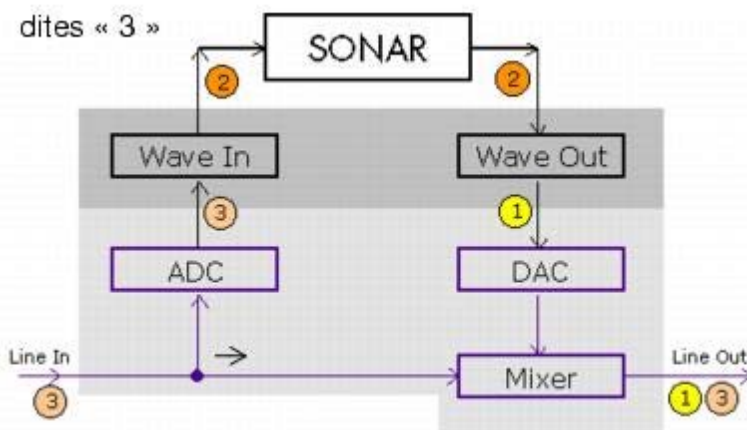 dites « 3 »
SONAR
2
2
Wave In
Wave Out
3
1
ADC
DAC
Line In
Line Out
Mixer
3
1 3